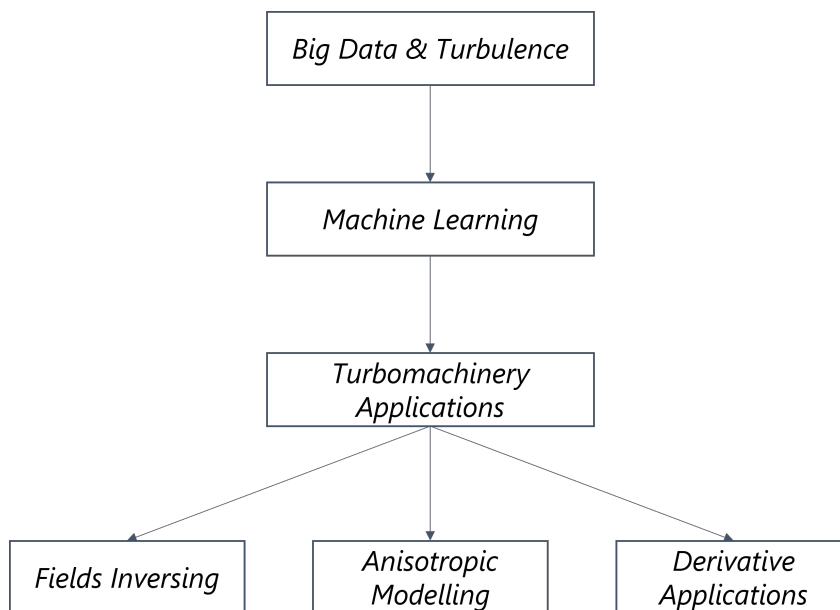 Big Data & Turbulence
Machine Learning
Turbomachinery
Applications
Fields Inversing
Anisotropic
Modelling
Derivative
Applications